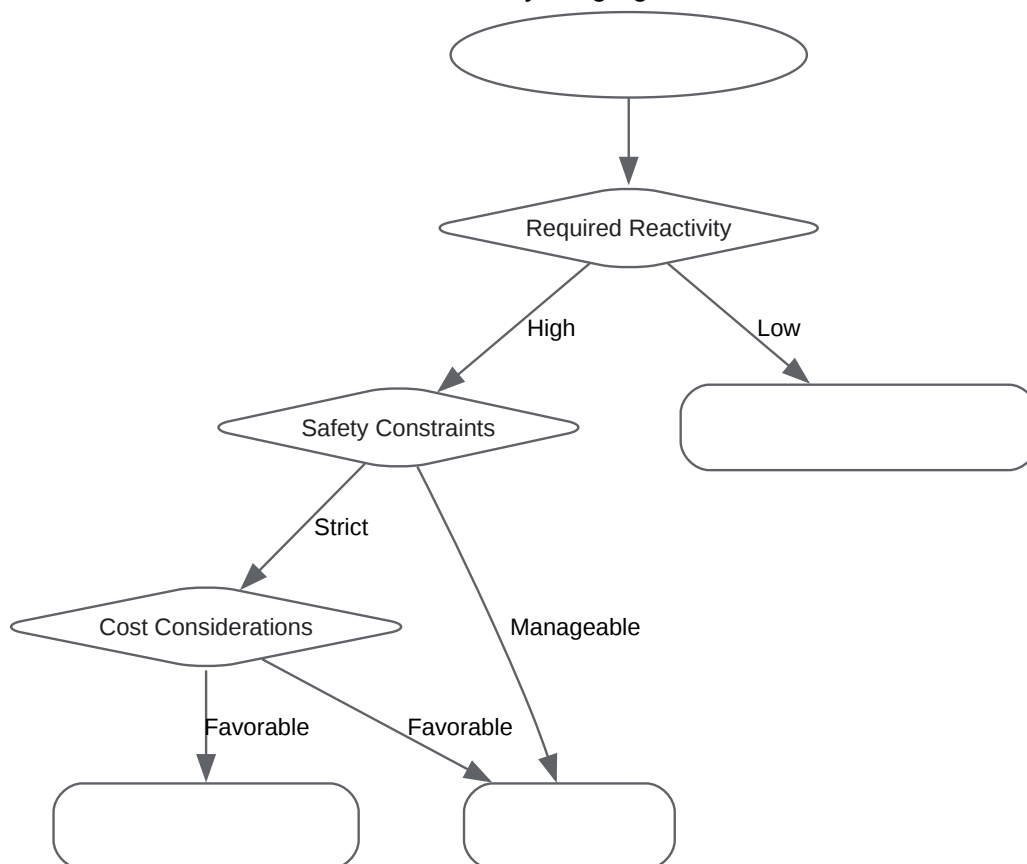 Required Reactivity
High
Low
Safety Constraints
Strict
Cost Considerations
Manageable
Favorable
Favorable